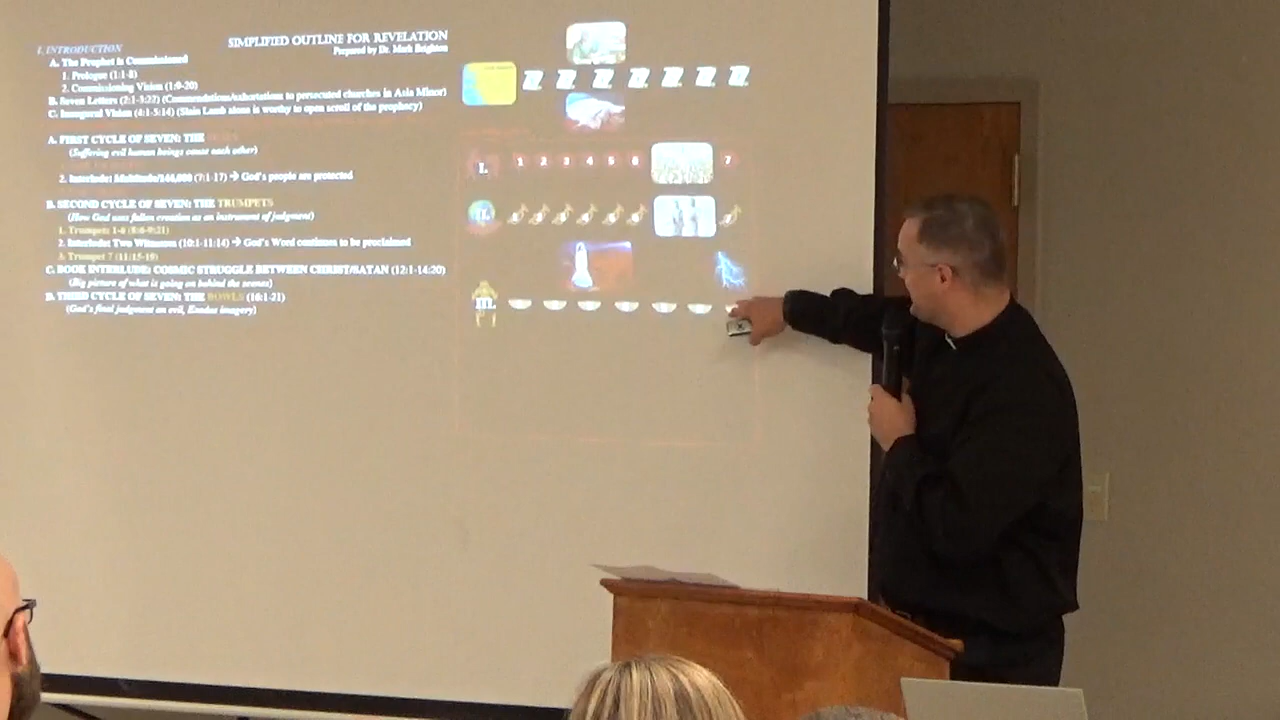 SIMPLIFIED OUTLINE FOR REVELATION
Prepared by Dr. Mark Brighton
I. INTRODUCTION
A. The Prophet is Commissioned
1. Prologue (1:1-8)
2. Commissioning Vision (1:9-20)
B. Seven Letters (2:1-3:22) (Commendations/exhortations to persecuted churches in Asia Minor)
C. Inaugural Vision (4:1-5:14) (Slain Lamb alone is worthy to open scroll of the prophecy)
A. FIRST CYCLE OF SEVEN: THE
(Suffering evil human beings cause each other)
2. Interlude: Multitude/144,000 (7:1-17) → God's people are protected
B. SECOND CYCLE OF SEVEN: THE TRUMPETS
(How God uses fallen creation as an instrument of judgment)
1. Trumpets 1-6 (8:6-9:21)
2. Interlude: Two Witnesses (10:1-11:14) → God's Word continues to be proclaimed
3. Trumpet 7 (11:15-19)
C. BOOK INTERLUDE: COSMIC STRUGGLE BETWEEN CHRIST/SATAN (12:1-14:20)
(Big picture of what is going on behind the scenes)
D. THIRD CYCLE OF SEVEN: THE BOWLS (16:1-21)
(God's final judgment on evil, Exodus imagery)
I. 1 2 3 4 5 6 7
II.
III.